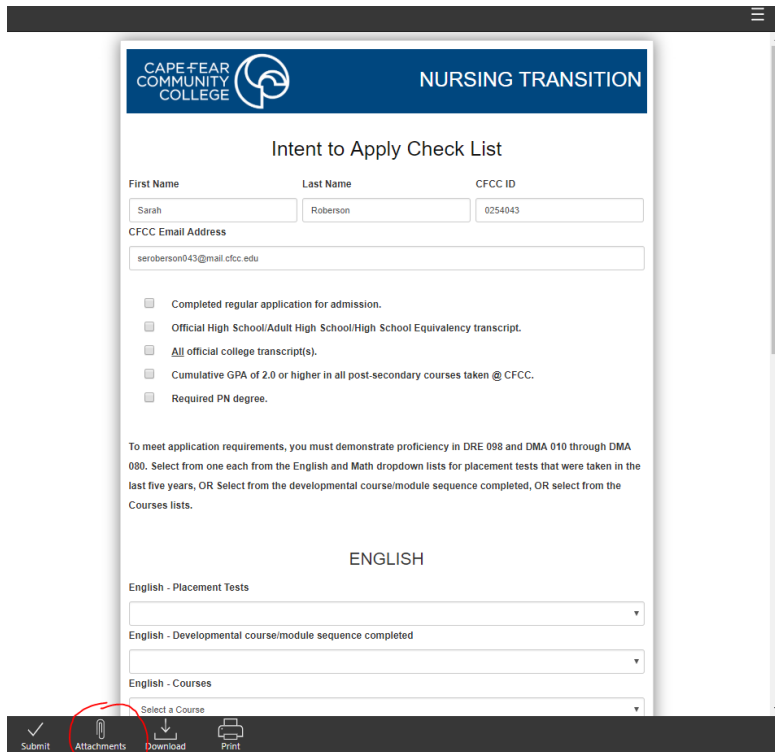 CAPE FEAR
COMMUNITY
COLLEGE
NURSING TRANSITION
Intent to Apply Check List
First Name Last Name CFCC ID
Sarah Roberson 0254043
CFCC Email Address
seroberson043@mail.cfcc.edu
Completed regular application for admission.
Official High School/Adult High School/High School Equivalency transcript.
All official college transcript(s).
Cumulative GPA of 2.0 or higher in all post-secondary courses taken @ CFCC.
Required PN degree.
To meet application requirements, you must demonstrate proficiency in DRE 098 and DMA 010 through DMA
080. Select from one each from the English and Math dropdown lists for placement tests that were taken in the
last five years, OR Select from the developmental course/module sequence completed, OR select from the
Courses lists.
ENGLISH
English - Placement Tests
English - Developmental course/module sequence completed
English - Courses
Select a Course
Submit Attachments Download Print